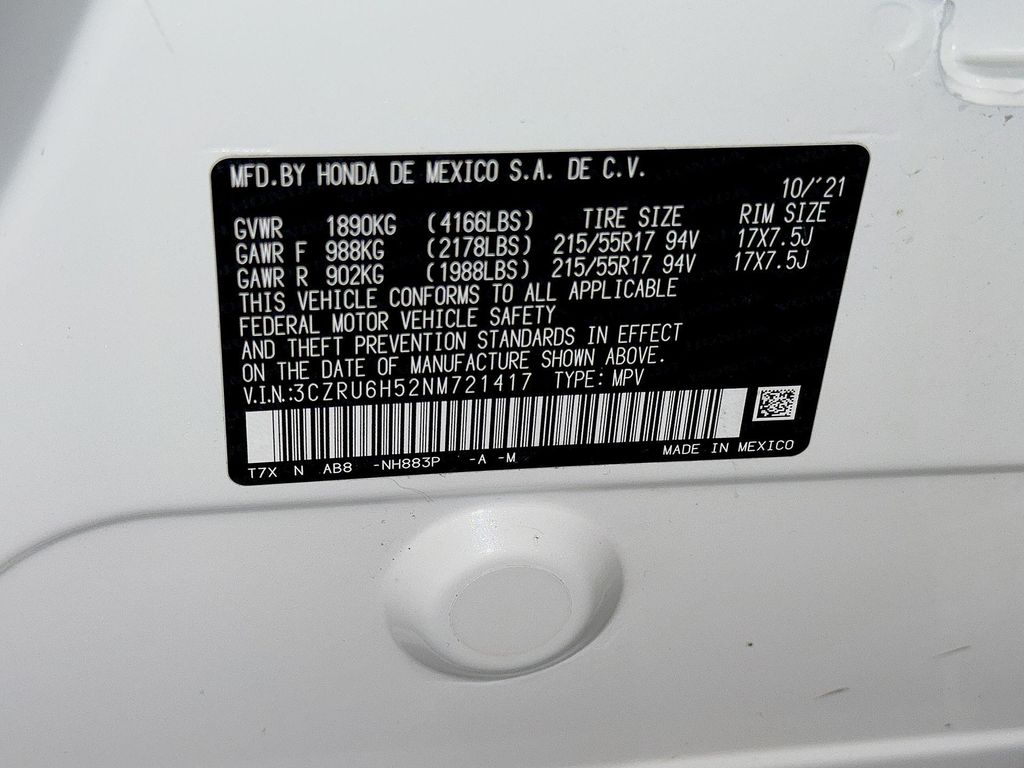 MFD.BY HONDA DE MEXICO S.A. DE C.V.
10/'21
GVWR 1890KG (4166LBS) TIRE SIZE RIM SIZE
GAWR F 988KG (2178LBS) 215/55R17 94V 17X7.5J
GAWR R 902KG (1988LBS) 215/55R17 94V 17X7.5J
THIS VEHICLE CONFORMS TO ALL APPLICABLE
FEDERAL MOTOR VEHICLE SAFETY
AND THEFT PREVENTION STANDARDS IN EFFECT
ON THE DATE OF MANUFACTURE SHOWN ABOVE.
V.I.N.:3CZRU6H52NM721417 TYPE: MPV
T7X N AB8 -NH883P -A -M MADE IN MEXICO